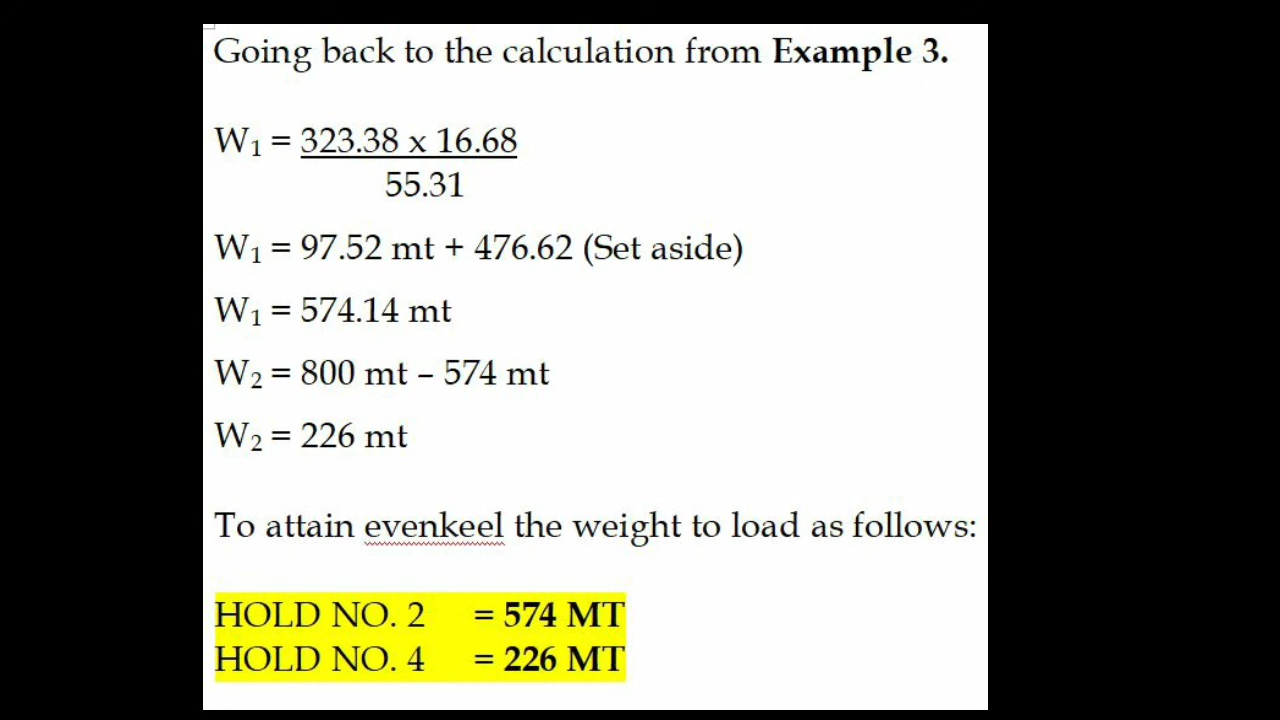 Going back to the calculation from Example 3.
W₁ = 323.38 x 16.68
55.31
W₁ = 97.52 mt + 476.62 (Set aside)
W₁ = 574.14 mt
W₂ = 800 mt – 574 mt
W₂ = 226 mt
To attain evenkeel the weight to load as follows:
HOLD NO. 2 = 574 MT
HOLD NO. 4 = 226 MT